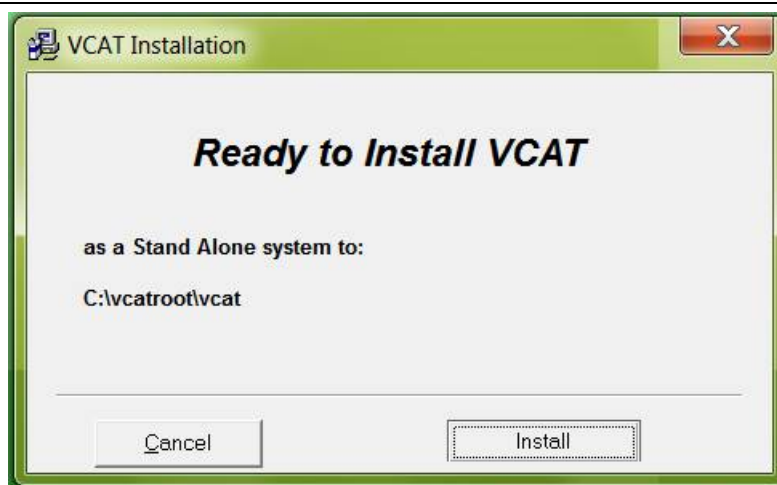 VCAT Installation
Ready to Install VCAT
as a Stand Alone system to:
C:\vcatroot\vcat
Cancel
Install